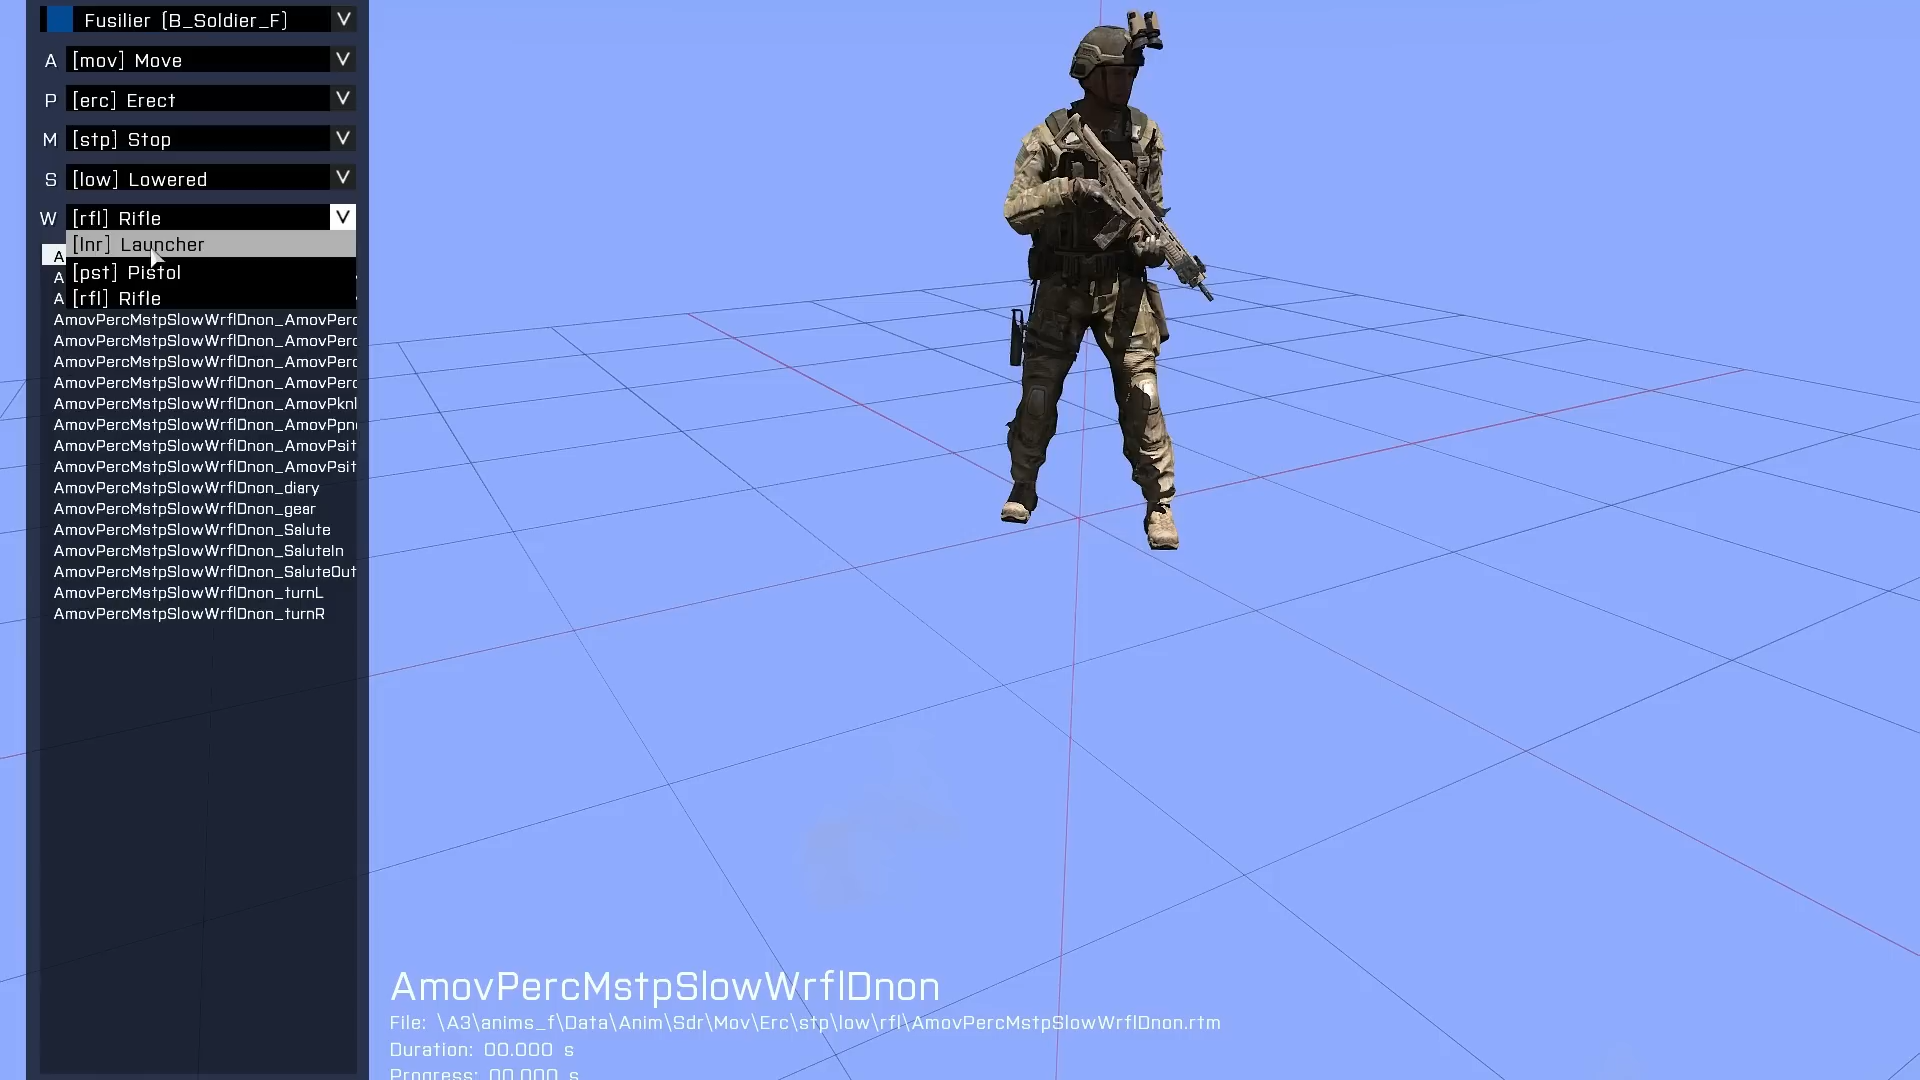 Fusilier (B_Soldier_F) V
A [mov] Move V
P [erc] Erect V
M [stp] Stop V
S [low] Lowered V
W [rfl] Rifle V
[lnr] Launcher
[pst] Pistol
[rfl] Rifle
A
A
A
AmovPercMstpSlowWrflDnon_AmovPerc
AmovPercMstpSlowWrflDnon_AmovPerc
AmovPercMstpSlowWrflDnon_AmovPerc
AmovPercMstpSlowWrflDnon_AmovPerc
AmovPercMstpSlowWrflDnon_AmovPknl
AmovPercMstpSlowWrflDnon_AmovPpn
AmovPercMstpSlowWrflDnon_AmovPsit
AmovPercMstpSlowWrflDnon_AmovPsit
AmovPercMstpSlowWrflDnon_diary
AmovPercMstpSlowWrflDnon_gear
AmovPercMstpSlowWrflDnon_Salute
AmovPercMstpSlowWrflDnon_SaluteIn
AmovPercMstpSlowWrflDnon_SaluteOut
AmovPercMstpSlowWrflDnon_turnL
AmovPercMstpSlowWrflDnon_turnR
AmovPercMstpSlowWrflDnon
File: \A3\anims_f\Data\Anim\Sdr\Mov\Erc\stp\low\rfl\AmovPercMstpSlowWrflDnon.rtm
Duration: 00.000 s
Progress: 00.000 s